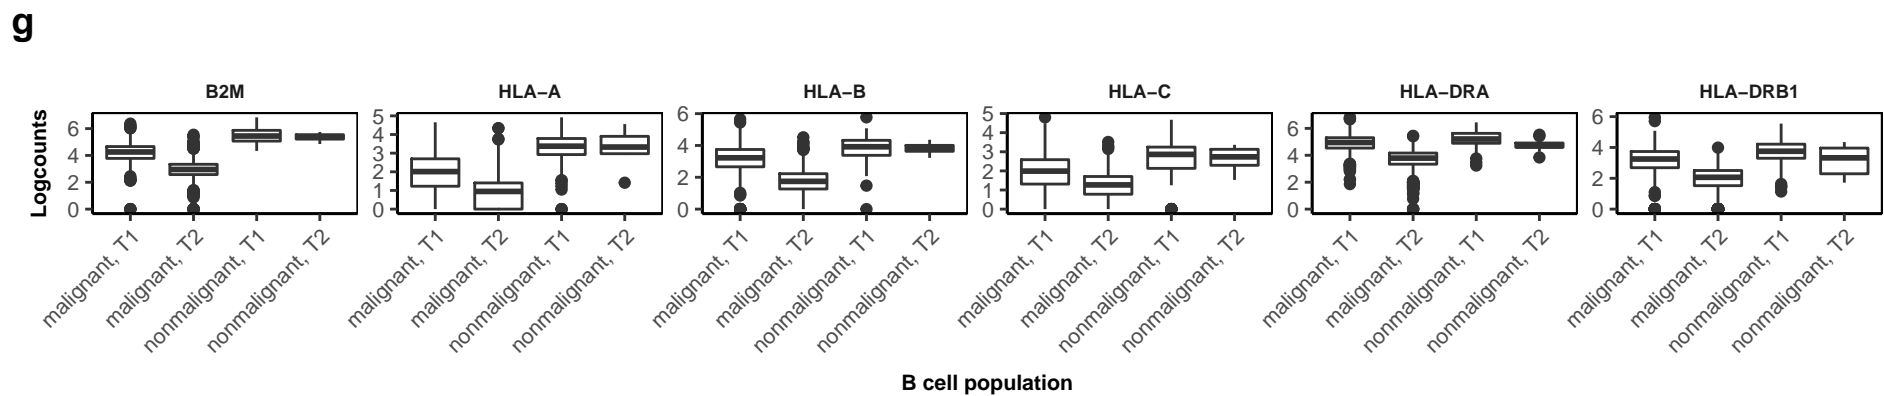 g
B2M
HLA−A
HLA−B
HLA−C
HLA−DRA
HLA−DRB1
Logcounts
6
4
2
0
5
4
3
2
1
0
6
4
2
0
5
4
3
2
1
0
6
4
2
0
6
4
2
0
malignant, T1
malignant, T2
nonmalignant, T1
nonmalignant, T2
malignant, T1
malignant, T2
nonmalignant, T1
nonmalignant, T2
malignant, T1
malignant, T2
nonmalignant, T1
nonmalignant, T2
malignant, T1
malignant, T2
nonmalignant, T1
nonmalignant, T2
malignant, T1
malignant, T2
nonmalignant, T1
nonmalignant, T2
malignant, T1
malignant, T2
nonmalignant, T1
nonmalignant, T2
B cell population